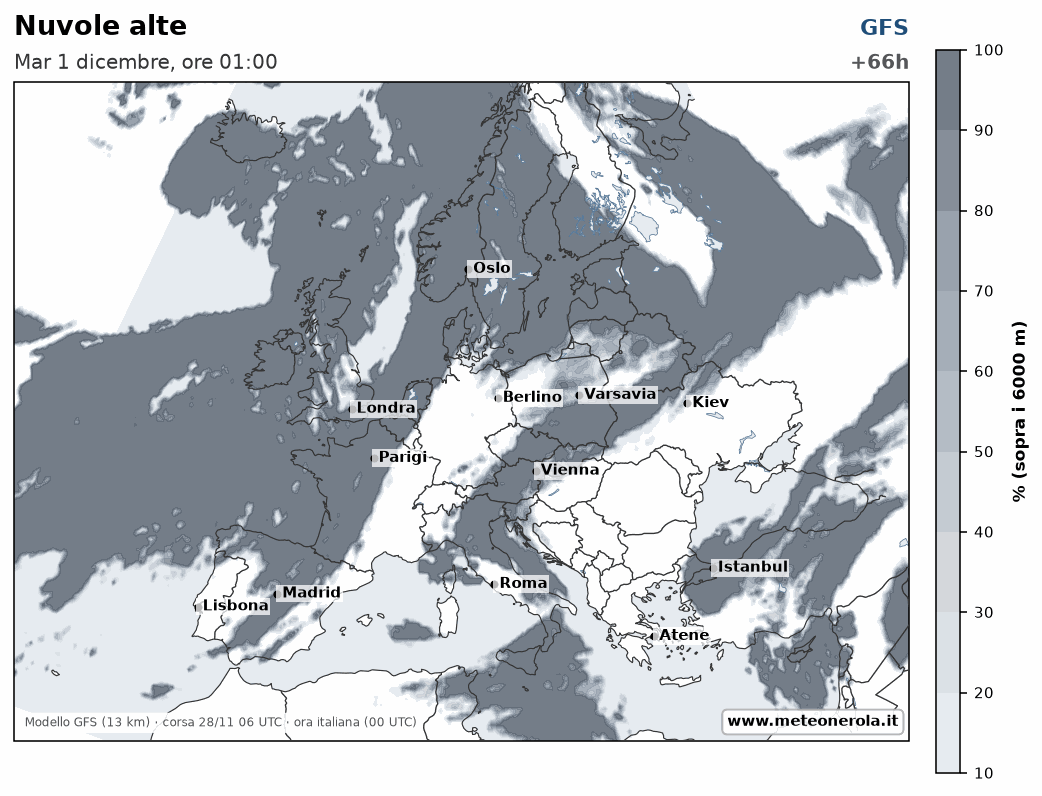 Nuvole alte
GFS
Mar 1 dicembre, ore 01:00
+66h
Oslo
Londra
Berlino
Varsavia
Kiev
Parigi
Vienna
Istanbul
Roma
Madrid
Lisbona
Atene
Modello GFS (13 km) · corsa 28/11 06 UTC · ora italiana (00 UTC)
www.meteonerola.it
100
90
80
70
60
50
40
30
20
10
% (sopra i 6000 m)